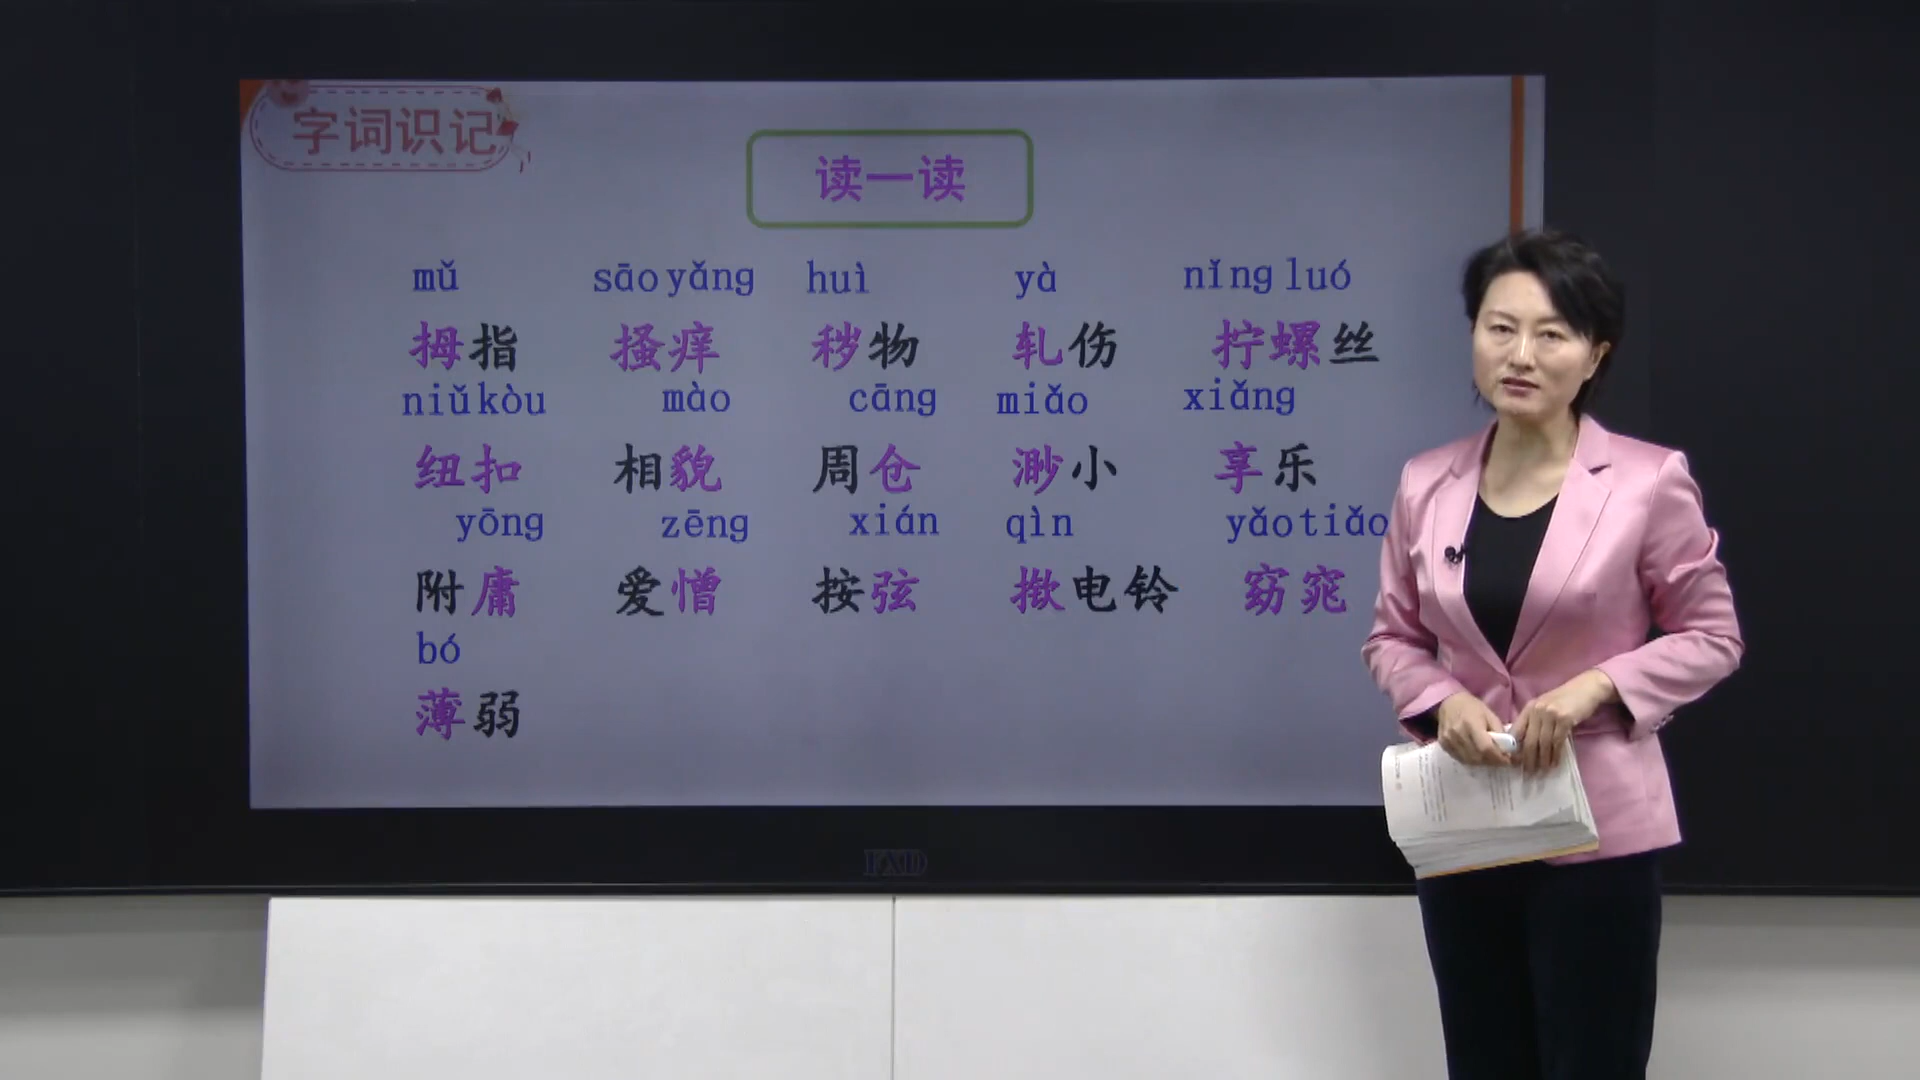 字词识记
读一读
mǔ sāo yǎng huì yà nǐng luó
拇指 搔痒 秽物 轧伤 拧螺丝
niǔ kòu mào cāng miǎo xiǎng
纽扣 相貌 周仓 渺小 享乐
yōng zēng xián qìn yǎo tiǎo
附庸 爱憎 按弦 揿电铃 窈窕
bó
薄弱
FXD